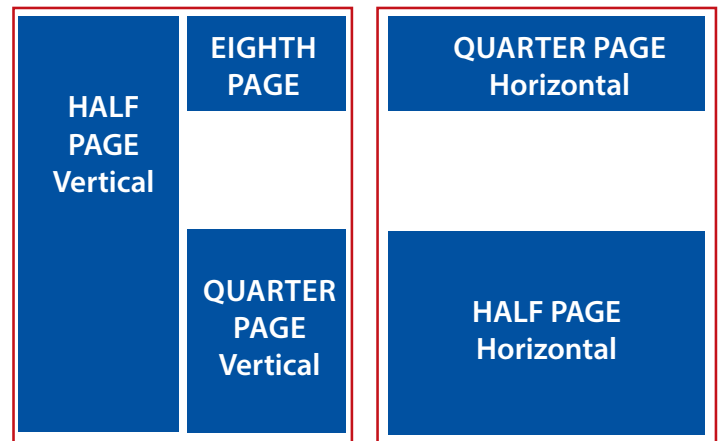 HALF
PAGE
Vertical
EIGHTH
PAGE
QUARTER
PAGE
Vertical
QUARTER PAGE
Horizontal
HALF PAGE
Horizontal